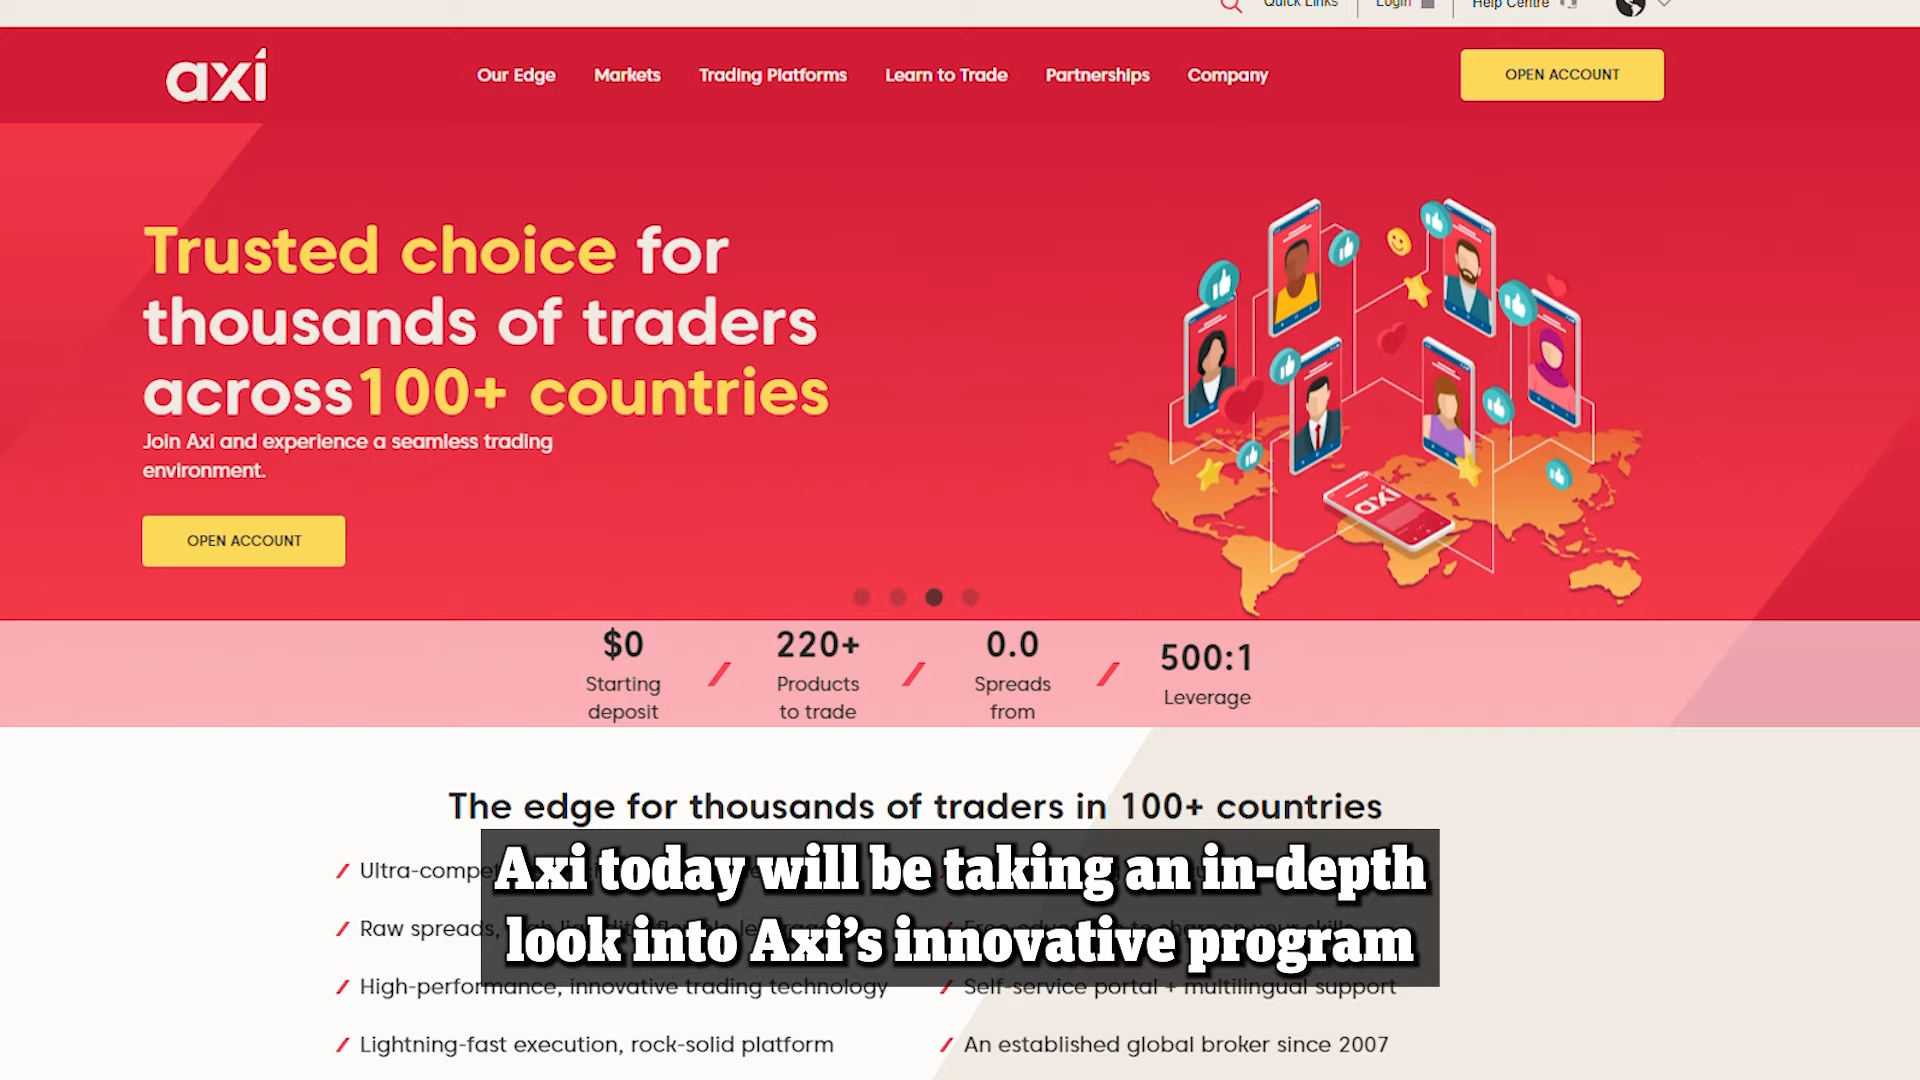 Quick Links
Login
Help Centre
axi
Our Edge
Markets
Trading Platforms
Learn to Trade
Partnerships
Company
OPEN ACCOUNT
Trusted choice for
thousands of traders
across100+ countries
Join Axi and experience a seamless trading
environment.
OPEN ACCOUNT
axi
$0
Starting
deposit
220+
Products
to trade
0.0
Spreads
from
500:1
Leverage
The edge for thousands of traders in 100+ countries
Axi today will be taking an in-depth
look into Axi’s innovative program
Raw spreads,
High-performance, innovative trading technology
Self-service portal + multilingual support
Lightning-fast execution, rock-solid platform
An established global broker since 2007